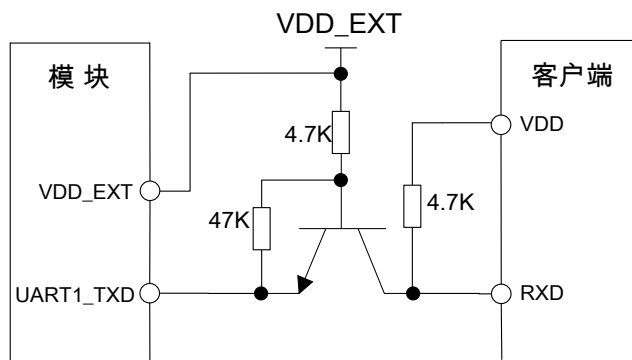 VDD_EXT
模块
客户端
VDD
4.7K
VDD_EXT
47K
4.7K
UART1_TXD
RXD